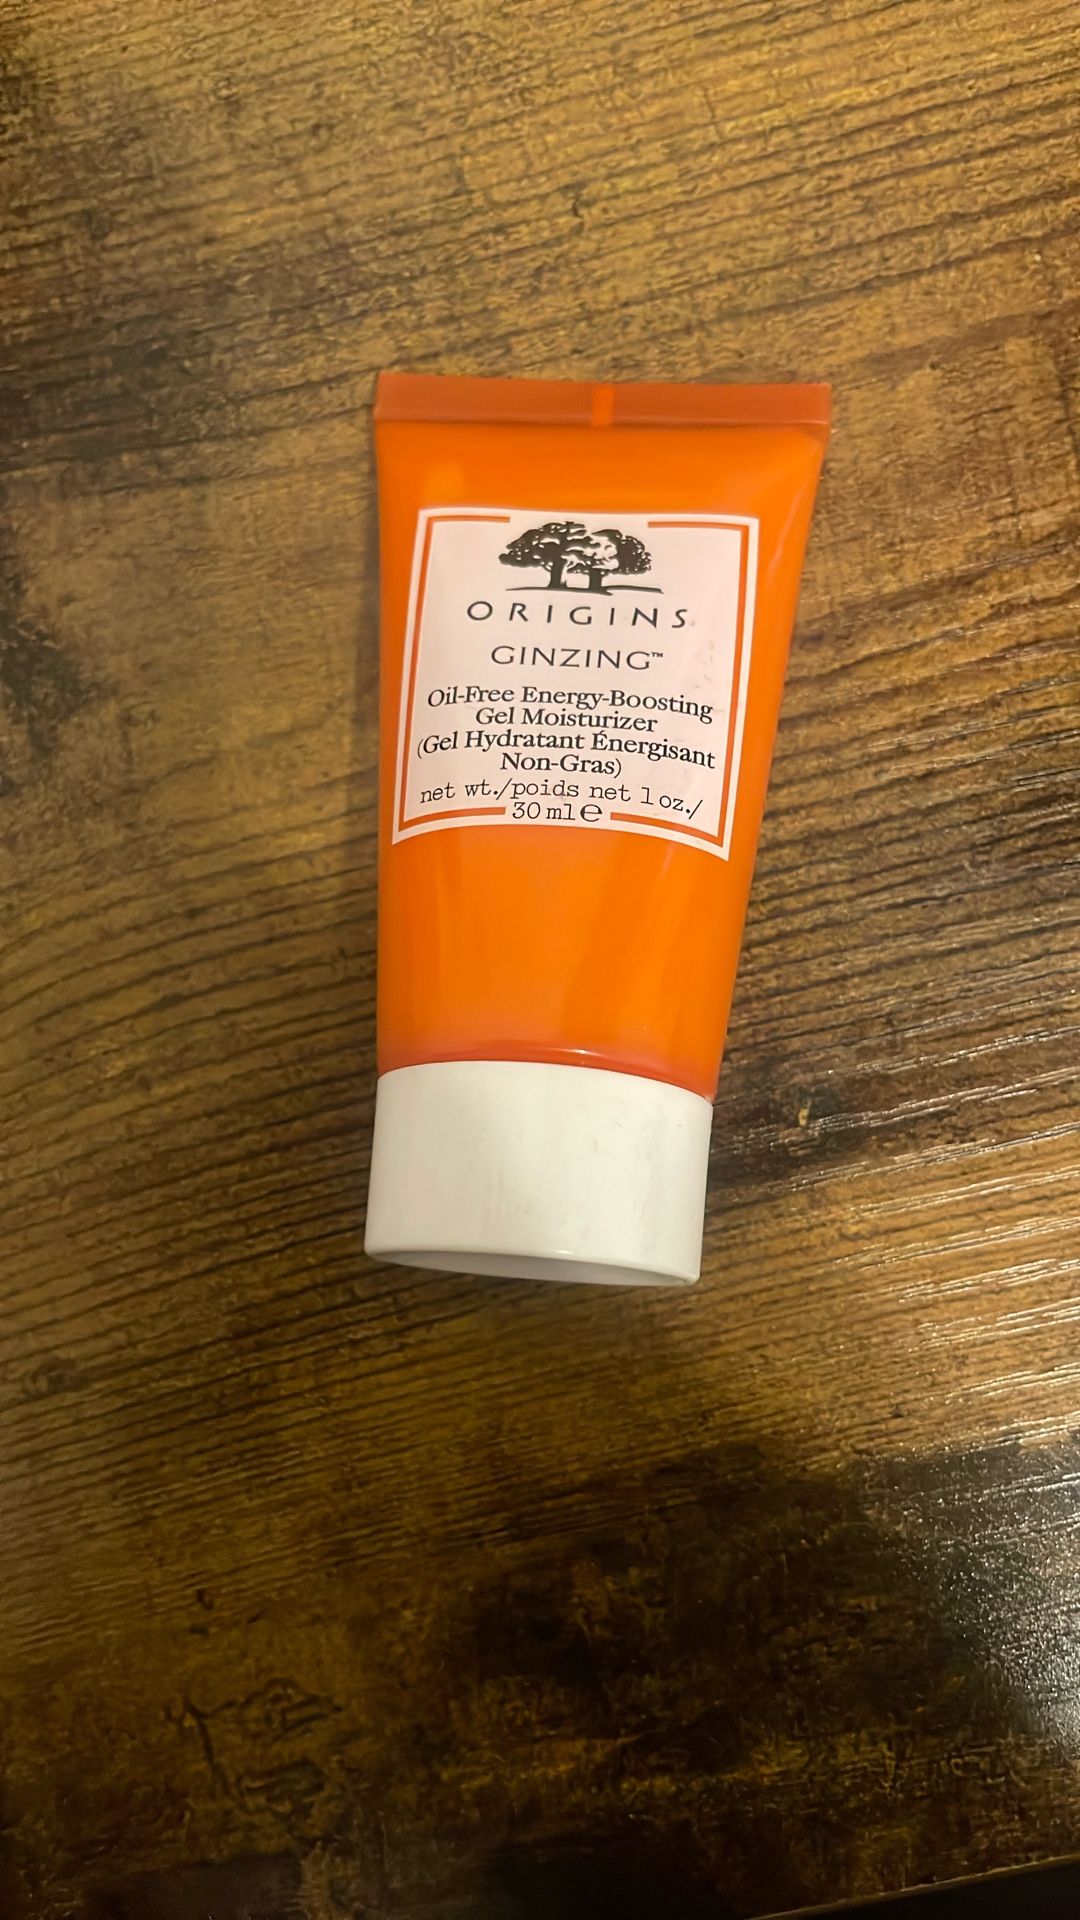 ORIGINS
GINZING™
Oil-Free Energy-Boosting
Gel Moisturizer
(Gel Hydratant Énergisant
Non-Gras)
net wt./poids net 1 oz./
30 ml ℮